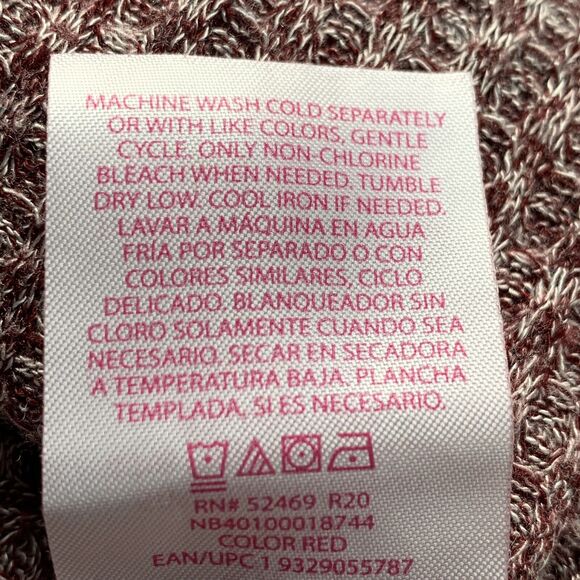 MACHINE WASH COLD SEPARATELY
OR WITH LIKE COLORS, GENTLE
CYCLE. ONLY NON-CHLORINE
BLEACH WHEN NEEDED. TUMBLE
DRY LOW. COOL IRON IF NEEDED.
LAVAR A MÁQUINA EN AGUA
FRÍA POR SEPARADO O CON
COLORES SIMILARES, CICLO
DELICADO. BLANQUEADOR SIN
CLORO SOLAMENTE CUANDO SEA
NECESARIO. SECAR EN SECADORA
A TEMPERATURA BAJA. PLANCHA
TEMPLADA, SI ES NECESARIO.
RN# 52469 R20
NB40100018744
COLOR RED
EAN/UPC 1 9329055787